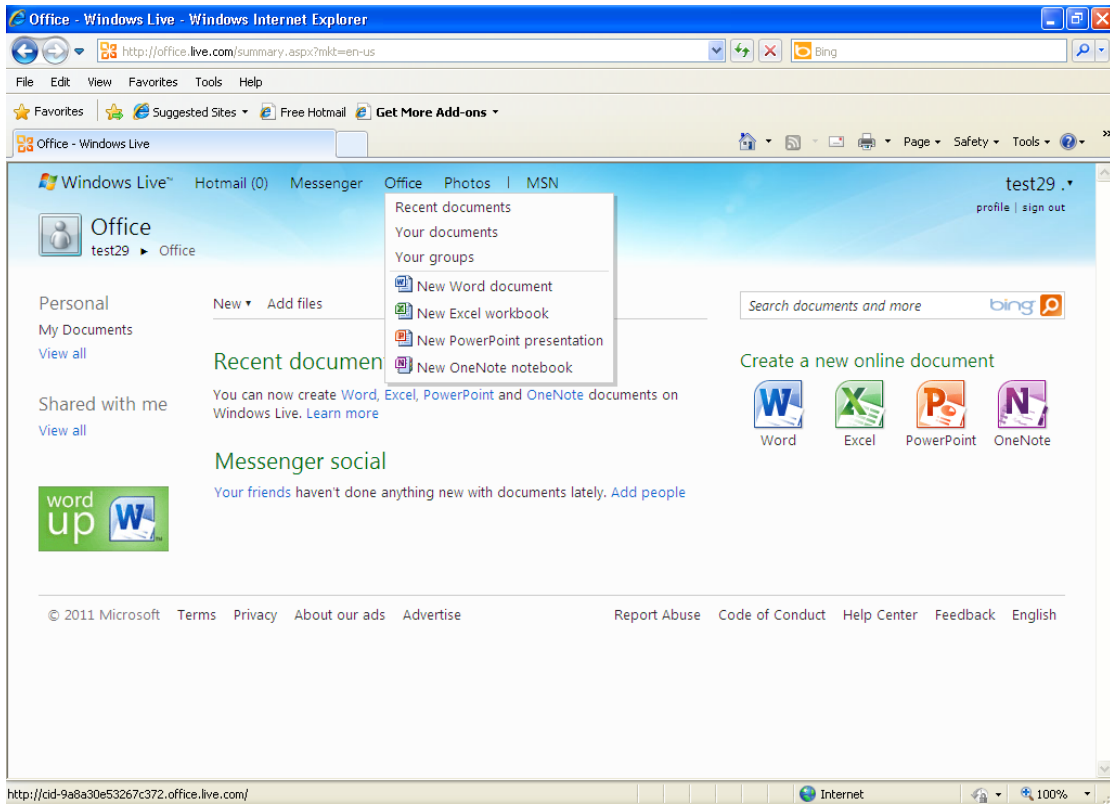 Office - Windows Live - Windows Internet Explorer
http://office.live.com/summary.aspx?mkt=en-us
Bing
File Edit View Favorites Tools Help
Favorites Suggested Sites Free Hotmail Get More Add-ons
Office - Windows Live
Page Safety Tools
Windows Live™ Hotmail (0) Messenger Office Photos | MSN test29 .
profile | sign out
Office
test29 ► Office
Recent documents
Your documents
Your groups
New Word document
New Excel workbook
New PowerPoint presentation
New OneNote notebook
Personal
My Documents
View all
Shared with me
View all
word
up
New Add files
Recent documen
You can now create Word, Excel, PowerPoint and OneNote documents on
Windows Live. Learn more
Messenger social
Your friends haven't done anything new with documents lately. Add people
Search documents and more bing
Create a new online document
Word Excel PowerPoint OneNote
© 2011 Microsoft Terms Privacy About our ads Advertise Report Abuse Code of Conduct Help Center Feedback English
http://cid-9a8a30e53267c372.office.live.com/ Internet 100%